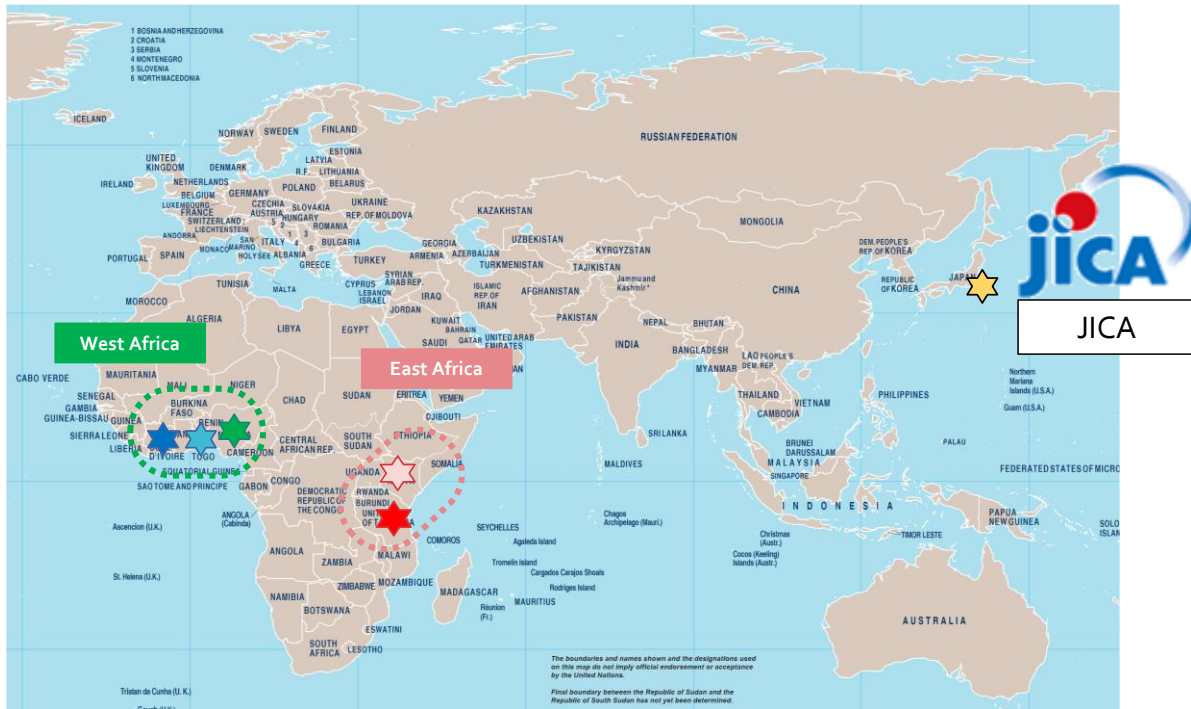 1 BOSNIA AND HERZEGOVINA
2 CROATIA
3 SERBIA
4 MONTENEGRO
5 SLOVENIA
6 NORTH MACEDONIA
ICELAND
NORWAY
SWEDEN
FINLAND
RUSSIAN FEDERATION
ESTONIA
LATVIA
R.F.
LITHUANIA
UNITED
KINGDOM
DENMARK
IRELAND
NETHERLANDS
BELARUS
BELGIUM
GERMANY
POLAND
LUXEMBOURG
CZECHIA
UKRAINE
FRANCE
AUSTRIA
SLOVAKIA
SWITZERLAND
HUNGARY
REP. OF MOLDOVA
LIECHTENSTEIN
5
2
ROMANIA
KAZAKHSTAN
MONGOLIA
ANDORRA
SAN
MARINO
1
3
4
6
MONACO
ITALY
BULGARIA
HOLY SEE
ALBANIA
GREECE
PORTUGAL
SPAIN
TURKEY
GEORGIA
ARMENIA
AZERBAIJAN
UZBEKISTAN
TURKMENISTAN
KYRGYZSTAN
TAJIKISTAN
DEM. PEOPLE'S
REP. OF KOREA
REPUBLIC
OF KOREA
JAPAN
jICA
JICA
CHINA
Jammu and
Kashmir *
TUNISIA
MALTA
CYPRUS
LEBANON
ISRAEL
SYRIAN
ARAB REP.
IRAQ
JORDAN
ISLAMIC
REP. OF
IRAN
AFGHANISTAN
MOROCCO
ALGERIA
LIBYA
EGYPT
KUWAIT
BAHRAIN
QATAR
UNITED ARAB
EMIRATES
SAUDI
PAKISTAN
NEPAL
BHUTAN
INDIA
BANGLADESH
MYANMAR
LAO PEOPLE'S
DEM. REP.
West Africa
East Africa
CABO VERDE
MAURITANIA
MALI
NIGER
CHAD
SUDAN
ERITREA
YEMEN
SENEGAL
GAMBIA
GUINEA-BISSAU
GUINEA
BURKINA
FASO
DJIBOUTI
SIERRA LEONE
LIBERIA
D'IVOIRE
TOGO
CAMEROON
CENTRAL
AFRICAN REP.
SOUTH
SUDAN
ETHIOPIA
SOMALIA
EQUATORIAL GUINEA
SAO TOME AND PRINCIPE
GABON
CONGO
UGANDA
DEMOCRATIC
REPUBLIC OF
THE CONGO
RWANDA
BURUNDI
THAILAND
VIETNAM
CAMBODIA
PHILIPPINES
Northern
Mariana
Islands (U.S.A.)
Guam (U.S.A.)
SRI LANKA
MALDIVES
BRUNEI
DARUSSALAM
MALAYSIA
SINGAPORE
PALAU
FEDERATED STATES OF MICRO
INDONESIA
PAPUA
NEW GUINEA
SOLO
ISLAN
TIMOR LESTE
Ascencion (U.K.)
ANGOLA
(Cabinda)
SEYCHELLES
Chagos
Archipelago (Mauri.)
Christmas
(Austr.)
Cocos (Keeling)
Islands (Austr.)
COMOROS
Agalega Island
Tromelin Island
Cargados Carajos Shoals
Rodrigues Island
MAURITIUS
Réunion
(Fr.)
St. Helena (U.K.)
ANGOLA
ZAMBIA
MALAWI
MOZAMBIQUE
MADAGASCAR
NAMIBIA
ZIMBABWE
BOTSWANA
ESWATINI
SOUTH
AFRICA
LESOTHO
AUSTRALIA
Tristan da Cunha (U.K.)
The boundaries and names shown and the designations used
on this map do not imply official endorsement or acceptance
by the United Nations.
Final boundary between the Republic of Sudan and the
Republic of South Sudan has not yet been determined.